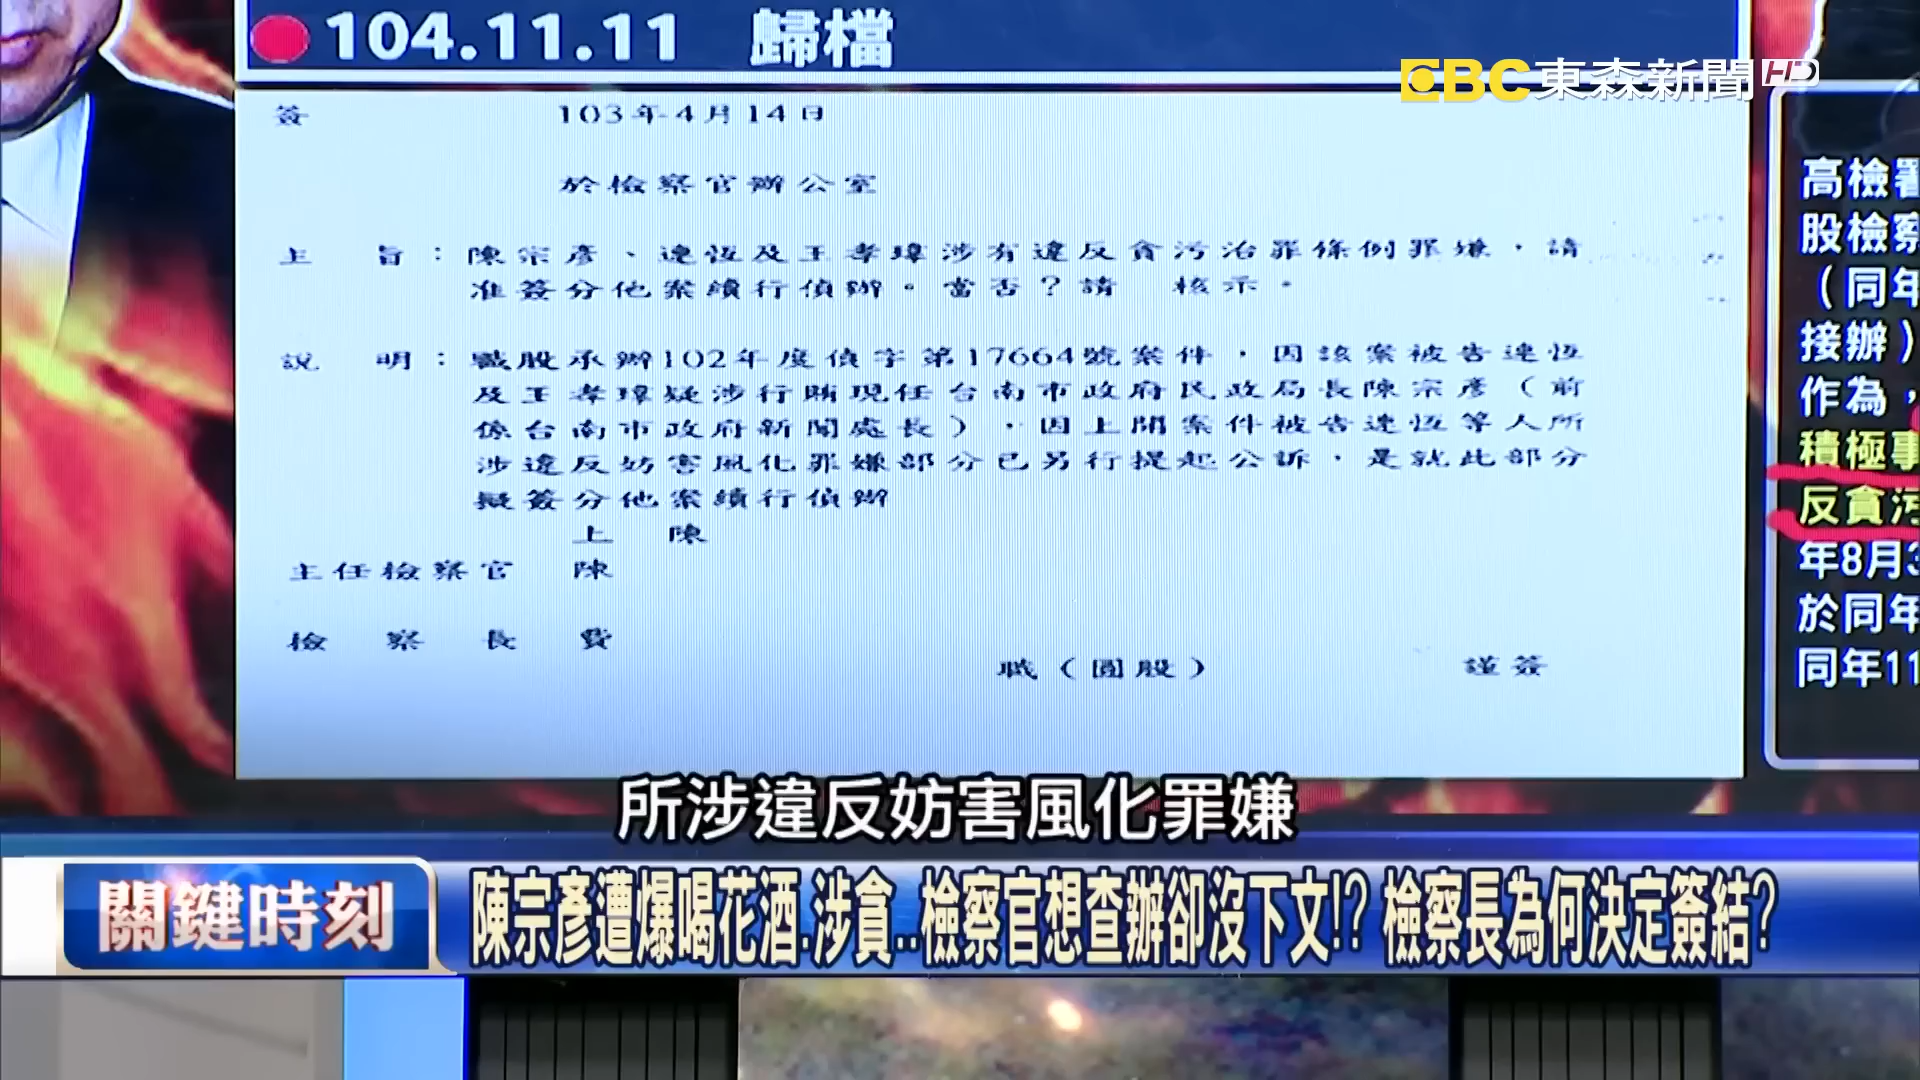 104.11.11 歸檔
EBC東森新聞HD
簽 103年4月14日
於檢察官辦公室
主 旨：陳宗彥、連恆及王孝瑋涉有違反貪污治罪條例罪嫌，請
准簽分他案續行偵辦。當否？請 核示。
說 明：職股承辦102年度偵字第17664號案件，因該案被告連恆
及王孝瑋疑涉行賄現任台南市政府民政局長陳宗彥（前
係台南市政府新聞處長），因上開案件被告連恆等人所
涉違反妨害風化罪嫌部分已另行提起公訴，是就此部分
擬簽分他案續行偵辦
上 陳
主任檢察官 陳
檢 察 長 費
職（圓股） 謹簽
高檢署
股檢察
（同年
接辦）
作為，
積極事
反貪污
年8月3
於同年
同年11
所涉違反妨害風化罪嫌
關鍵時刻
陳宗彥遭爆喝花酒.涉貪..檢察官想查辦卻沒下文!? 檢察長為何決定簽結?